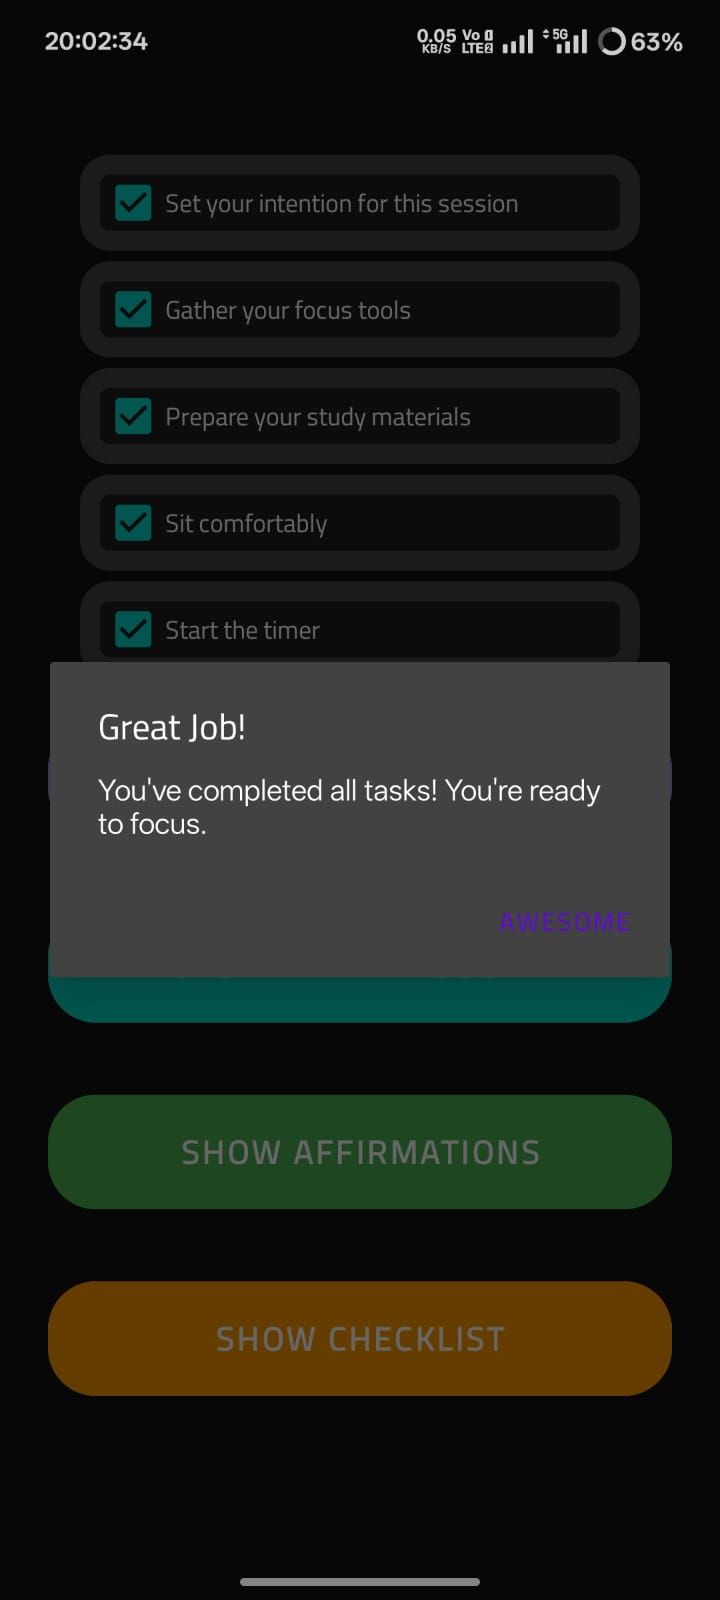 20:02:34
0.05 KB/S Vo LTE2 5G 63%
Set your intention for this session
Gather your focus tools
Prepare your study materials
Sit comfortably
Start the timer
Great Job!
You've completed all tasks! You're ready
to focus.
AWESOME
SHOW AFFIRMATIONS
SHOW CHECKLIST